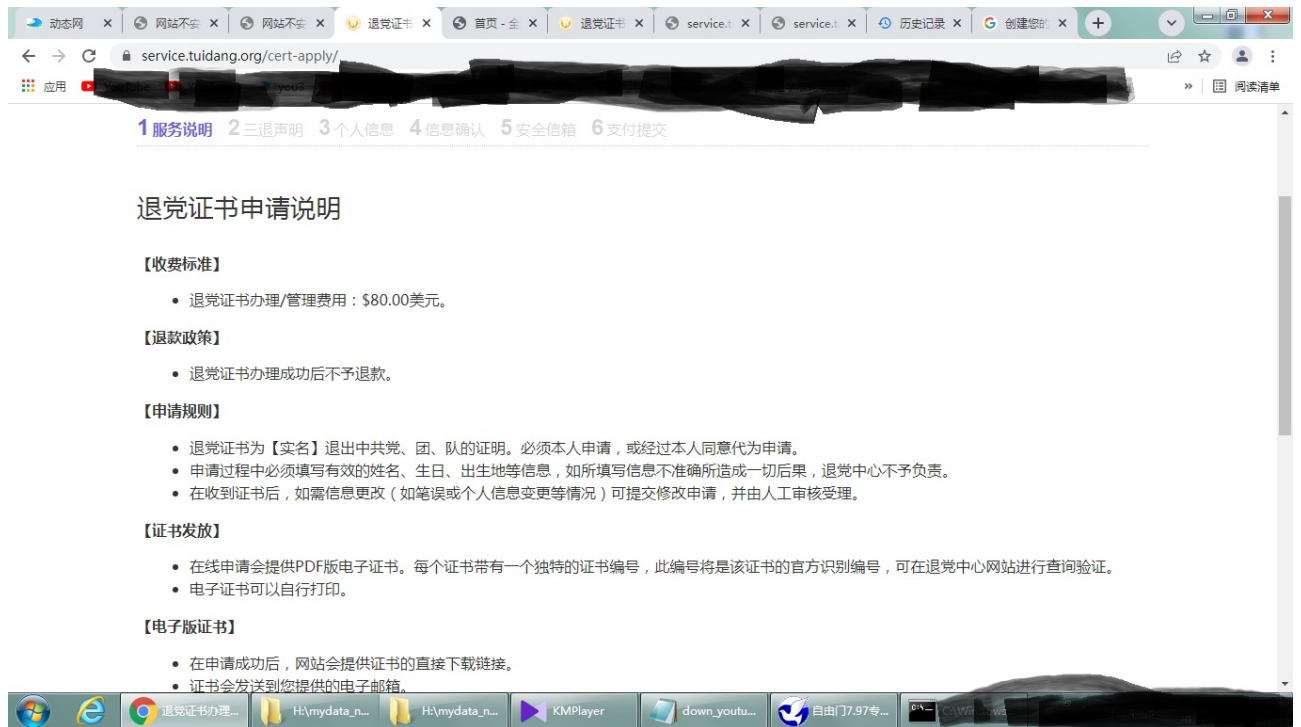 动态网
网站不安
网站不安
退党证书
首页 - 全
退党证书
service.t
service.t
历史记录
创建您的
service.tuidang.org/cert-apply/
应用
阅读清单
1 服务说明 2 三退声明 3 个人信息 4 信息确认 5 安全信箱 6 支付提交
退党证书申请说明
【收费标准】
• 退党证书办理/管理费用：$80.00美元。
【退款政策】
• 退党证书办理成功后不予退款。
【申请规则】
• 退党证书为【实名】退出中共党、团、队的证明。必须本人申请，或经过本人同意代为申请。
• 申请过程中必须填写有效的姓名、生日、出生地等信息，如所填写信息不准确所造成一切后果，退党中心不予负责。
• 在收到证书后，如需信息更改（如笔误或个人信息变更等情况）可提交修改申请，并由人工审核受理。
【证书发放】
• 在线申请会提供PDF版电子证书。每个证书带有一个独特的证书编号，此编号将是该证书的官方识别编号，可在退党中心网站进行查询验证。
• 电子证书可以自行打印。
【电子版证书】
• 在申请成功后，网站会提供证书的直接下载链接。
• 证书会发送到您提供的电子邮箱。
退党证书办理...
H:\mydata_n...
H:\mydata_n...
KMPlayer
down_youtu...
自由门7.97专...
C:\Windows